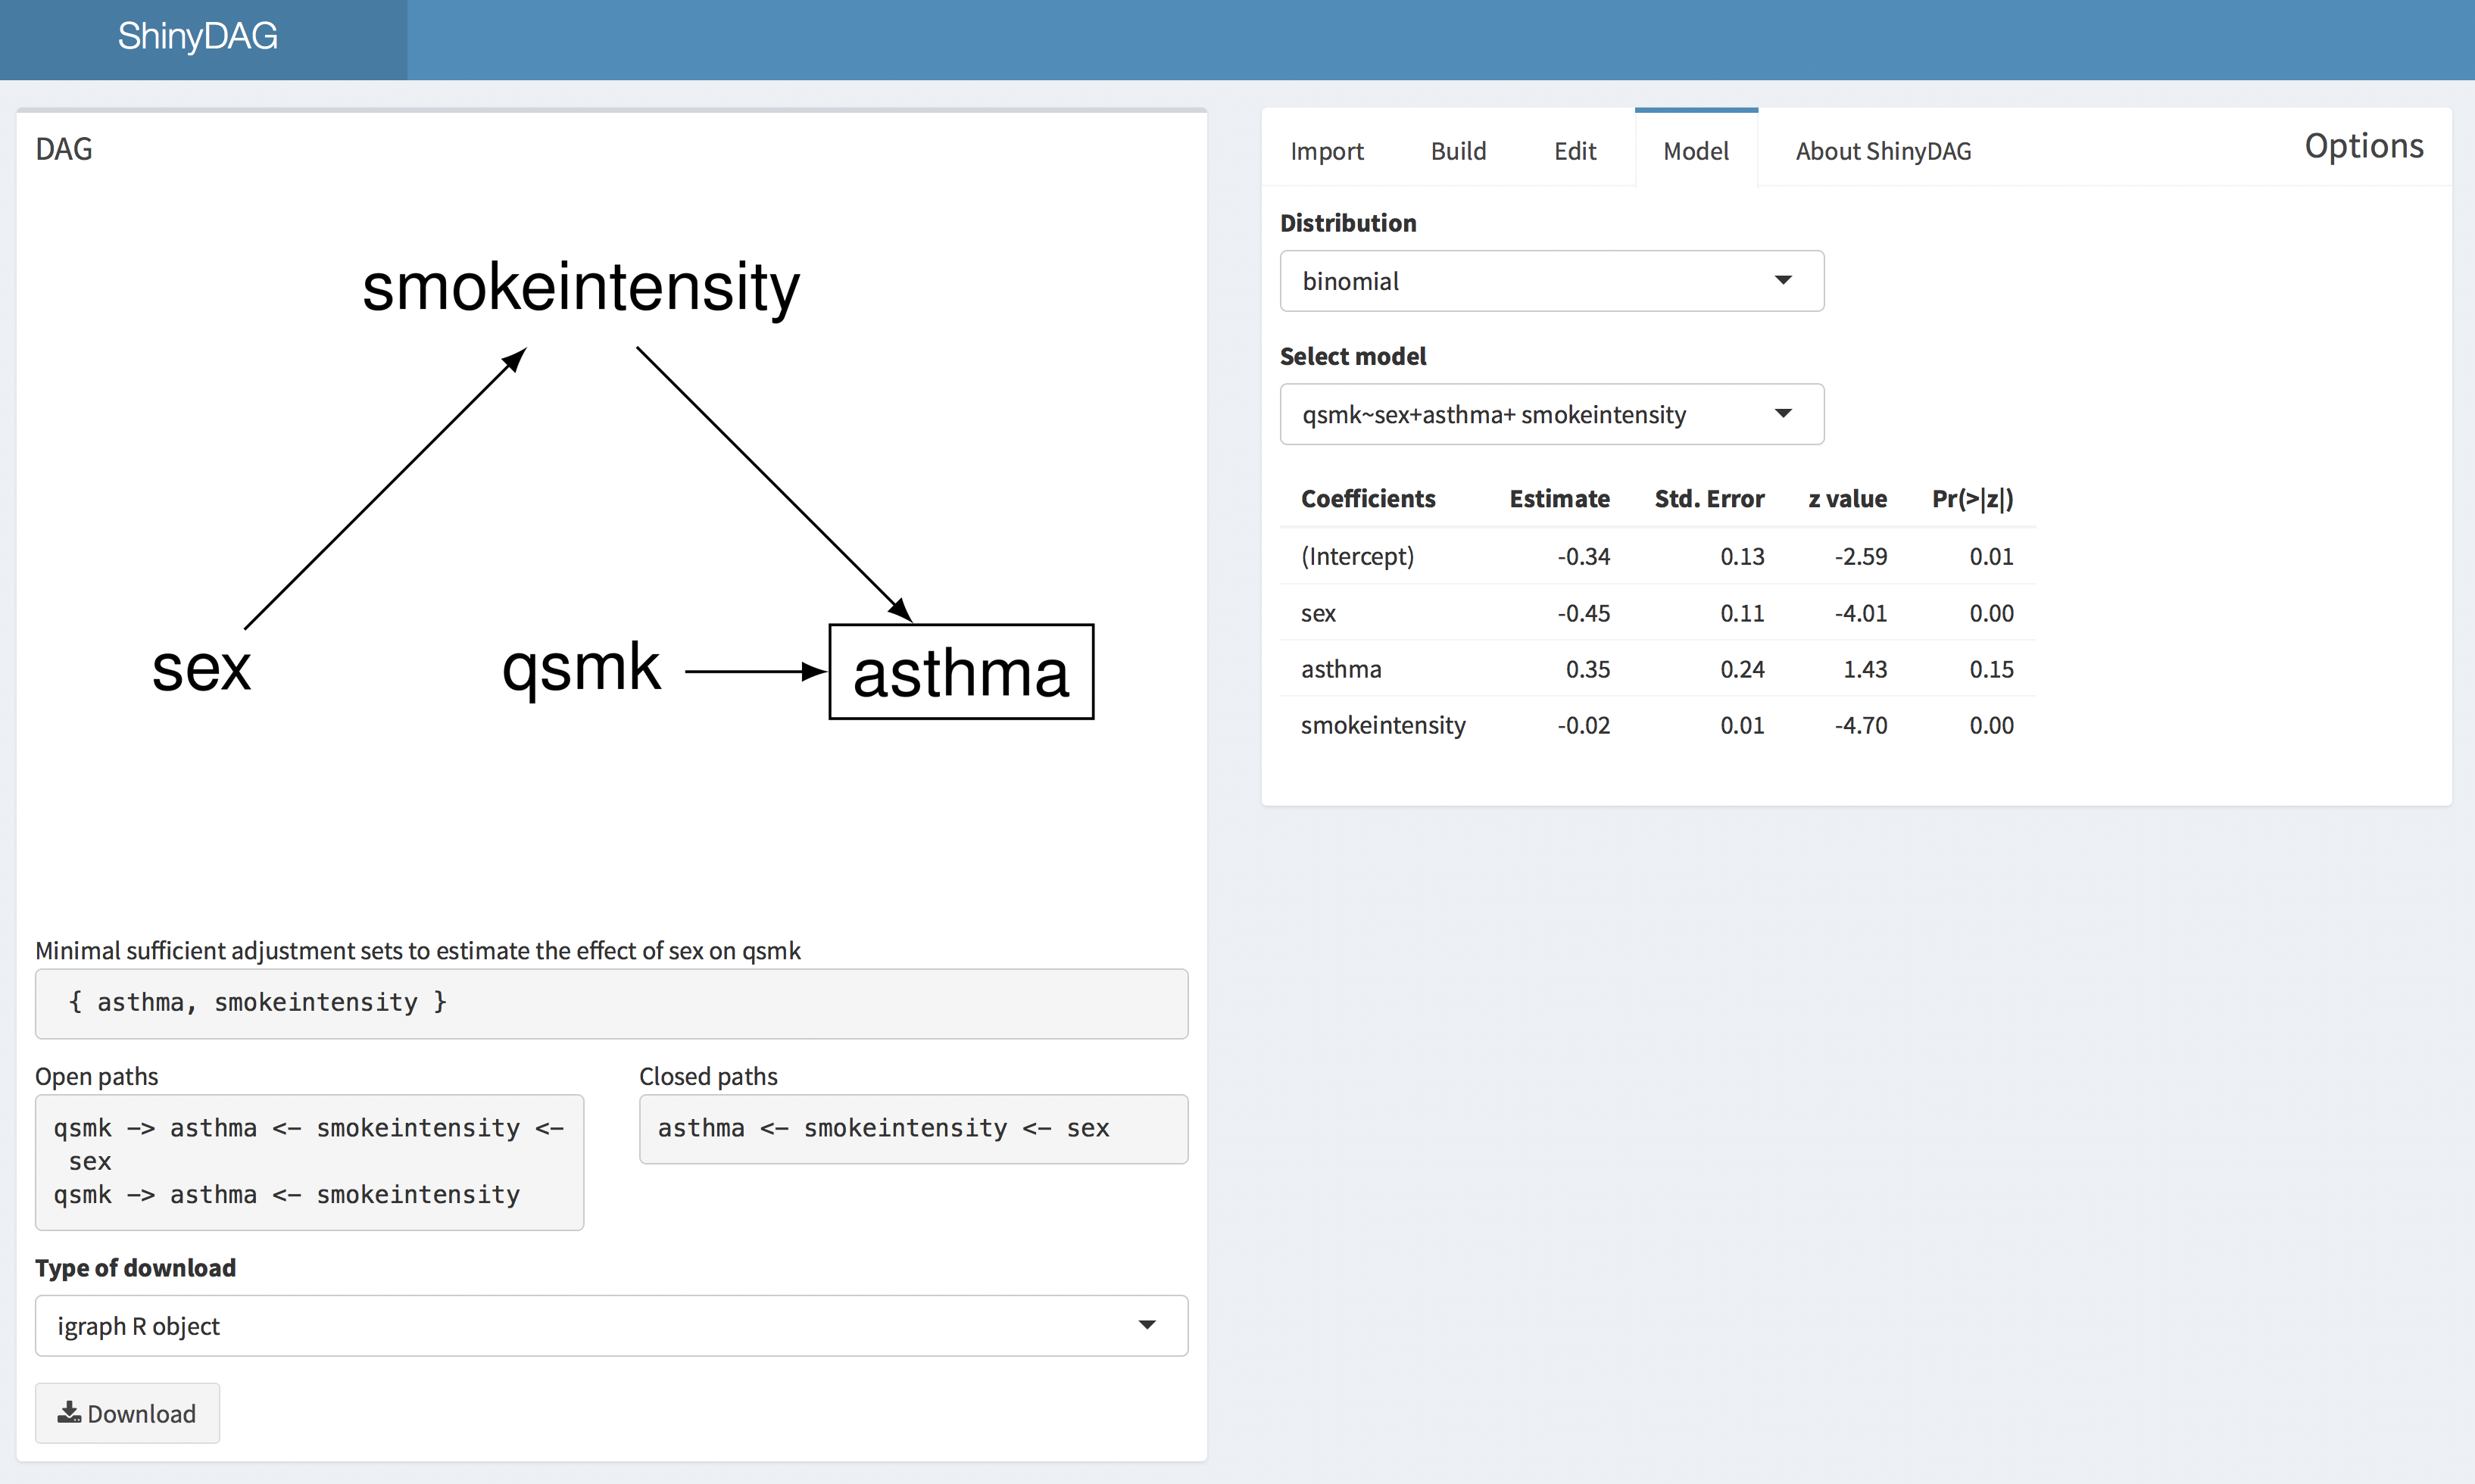 ShinyDAG
DAG
smokeintensity
sex
qsmk
asthma
Minimal sufficient adjustment sets to estimate the effect of sex on qsmk
{ asthma, smokeintensity }
Open paths
qsmk -> asthma <- smokeintensity <-
sex
qsmk -> asthma <- smokeintensity
Closed paths
asthma <- smokeintensity <- sex
Type of download
igraph R object
Download
Import Build Edit Model About ShinyDAG Options
Distribution
binomial
Select model
qsmk~sex+asthma+ smokeintensity
Coefficients Estimate Std. Error z value Pr(>|z|)
(Intercept) -0.34 0.13 -2.59 0.01
sex -0.45 0.11 -4.01 0.00
asthma 0.35 0.24 1.43 0.15
smokeintensity -0.02 0.01 -4.70 0.00